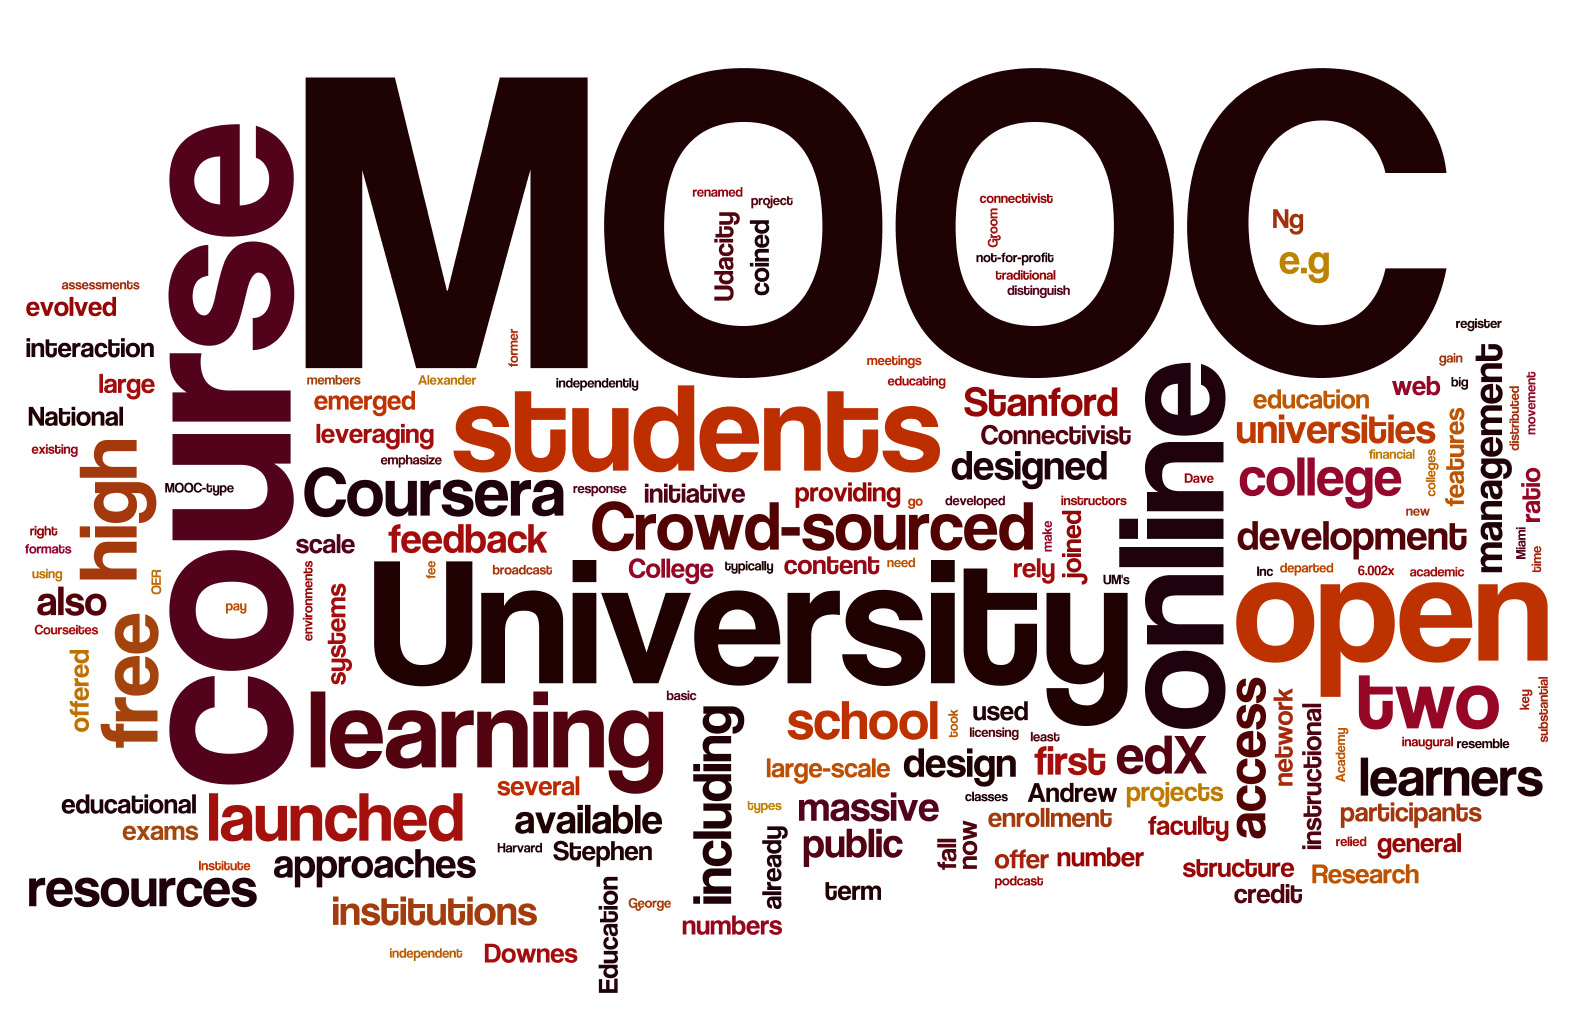 MOOC
course
renamed
project
Udacity
coined
connectivist
Groom
not-for-profit
traditional
distinguish
Ng
e.g
assessments
evolved
interaction
large
National
existing
high
MOOC-type
right
formats
using
OER
also
Courseites
pay
free
offered
former
members
Alexander
independently
emerged
leveraging
emphasize
students
meetings
educating
Stanford
Connectivist
designed
Coursera
response
initiative
providing
go
developed
instructors
scale
feedback
Crowd-sourced
make
joined
environments
systems
fee
broadcast
College
typically
content
need
rely
UM's
University
online
Dave
register
gain
big
web
education
universities
financial
colleges
features
management
distributed
movement
college
new
ratio
development
Miami
time
Inc
departed
6.002x
academic
open
learning
basic
including
school
took
used
licensing
least
access
network
instructional
Academy
two
key
substantial
inaugural
resemble
several
large-scale
design
first
edX
learners
educational
exams
launched
available
types
massive
classes
Andrew
projects
enrollment
participants
faculty
relied
general
Harvard
Stephen
already
public
fall
now
offer
number
podcast
structure
Research
credit
Institute
approaches
resources
institutions
George
Education
term
numbers
independent
Downes